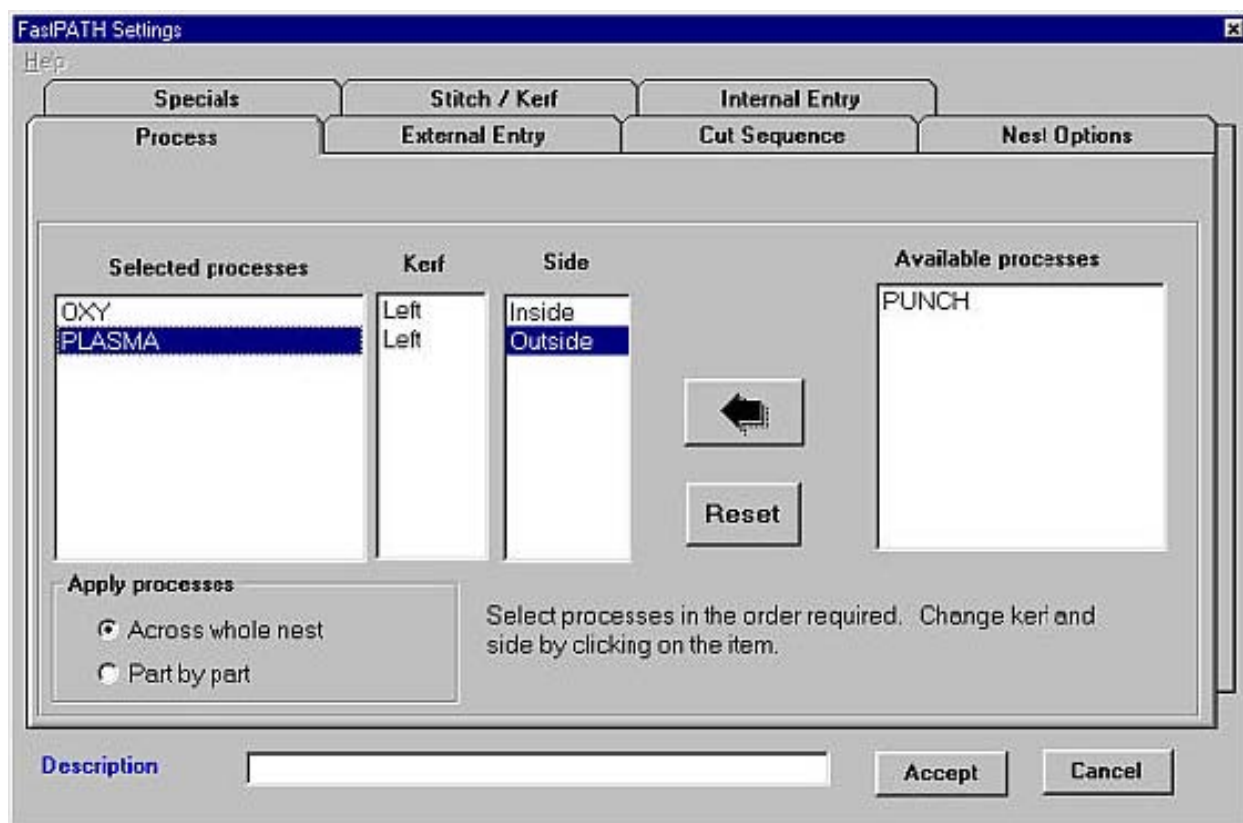 FastPATH Settings
Help
Specials Stitch / Kerf Internal Entry
Process External Entry Cut Sequence Nest Options
Selected processes Kerf Side Available processes
OXY Left Inside PUNCH
PLASMA Left Outside
Reset
Apply processes
Across whole nest
Part by part
Select processes in the order required. Change kerf and
side by clicking on the item.
Description Accept Cancel